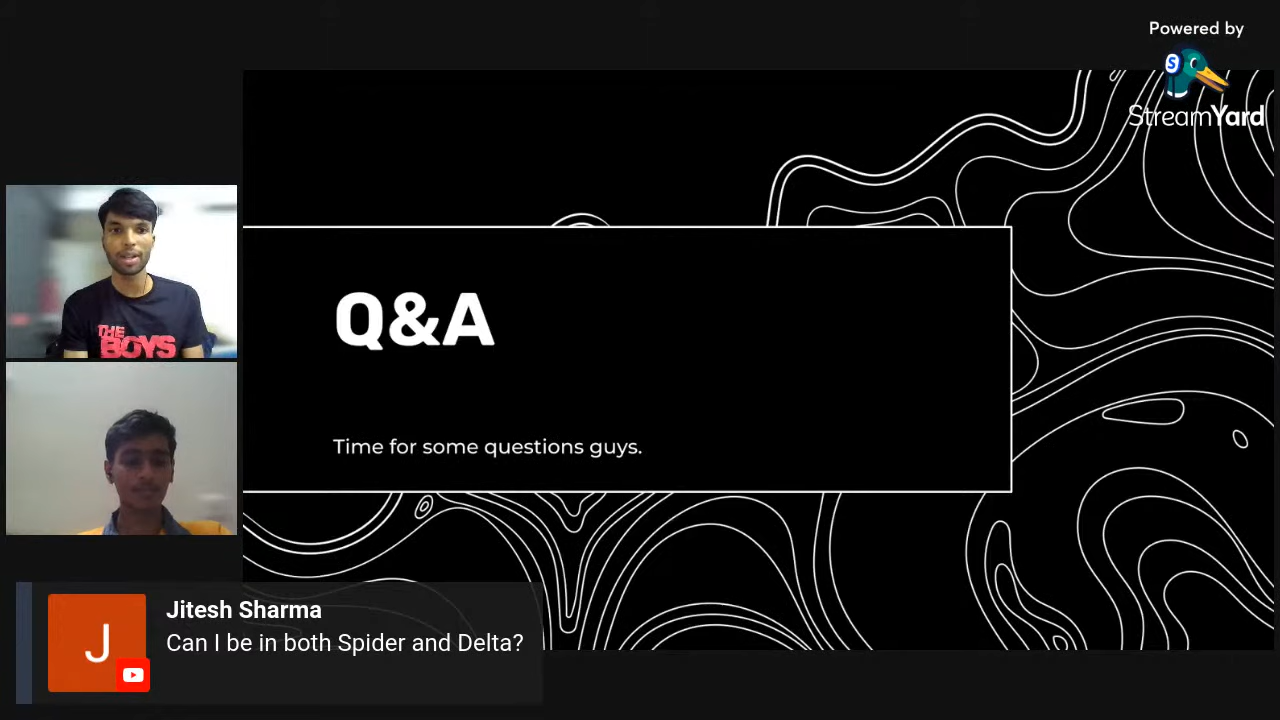 Powered by
S
StreamYard
THE
BOYS
Q&A
Time for some questions guys.
J
Jitesh Sharma
Can I be in both Spider and Delta?